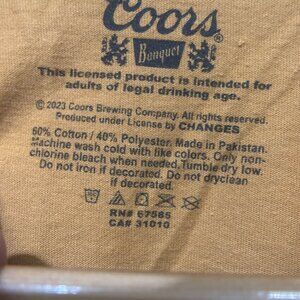 Coors®
Banquet
This licensed product is intended for
adults of legal drinking age.
© 2023 Coors Brewing Company. All rights reserved.
Produced under License by CHANGES
60% Cotton / 40% Polyester. Made in Pakistan.
Machine wash cold with like colors. Only non-
chlorine bleach when needed. Tumble dry low.
Do not iron if decorated. Do not dryclean
if decorated.
RN# 67585
CA# 31010